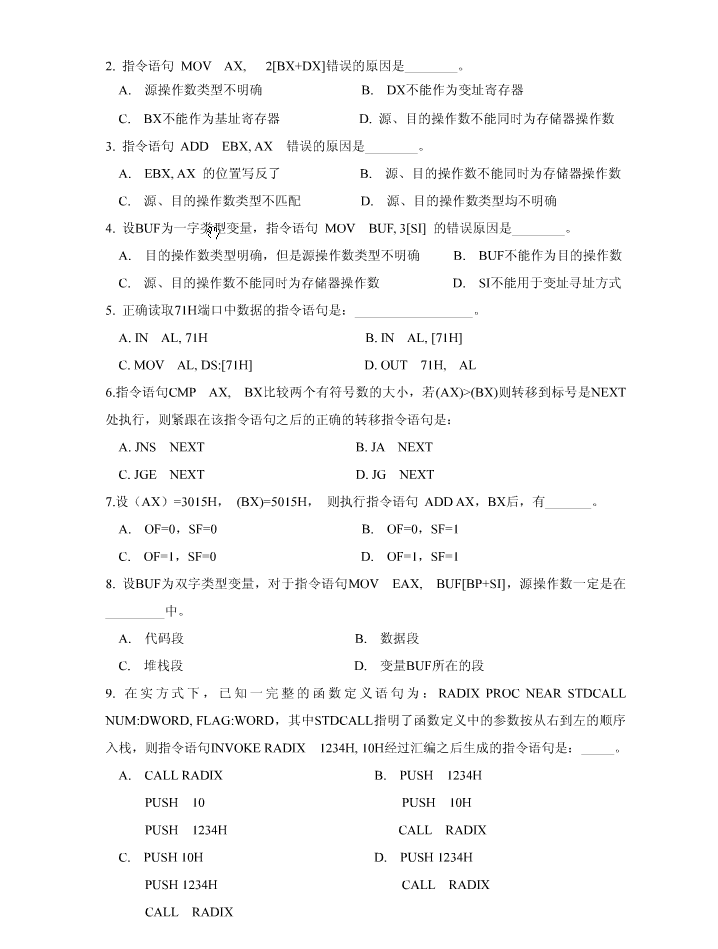 2. 指令语句 MOV AX, 2[BX+DX]错误的原因是________。
A. 源操作数类型不明确 B. DX不能作为变址寄存器
C. BX不能作为基址寄存器 D. 源、目的操作数不能同时为存储器操作数
3. 指令语句 ADD EBX, AX 错误的原因是________。
A. EBX, AX 的位置写反了 B. 源、目的操作数不能同时为存储器操作数
C. 源、目的操作数类型不匹配 D. 源、目的操作数类型均不明确
4. 设BUF为一字类型变量，指令语句 MOV BUF, 3[SI] 的错误原因是________。
A. 目的操作数类型明确，但是源操作数类型不明确 B. BUF不能作为目的操作数
C. 源、目的操作数不能同时为存储器操作数 D. SI不能用于变址寻址方式
5. 正确读取71H端口中数据的指令语句是：__________________。
A. IN AL, 71H B. IN AL, [71H]
C. MOV AL, DS:[71H] D. OUT 71H, AL
6.指令语句CMP AX, BX比较两个有符号数的大小，若(AX)>(BX)则转移到标号是NEXT
处执行，则紧跟在该指令语句之后的正确的转移指令语句是：
A. JNS NEXT B. JA NEXT
C. JGE NEXT D. JG NEXT
7.设（AX）=3015H， (BX)=5015H， 则执行指令语句 ADD AX，BX后，有_______。
A. OF=0，SF=0 B. OF=0，SF=1
C. OF=1，SF=0 D. OF=1，SF=1
8. 设BUF为双字类型变量，对于指令语句MOV EAX, BUF[BP+SI]，源操作数一定是在
_________中。
A. 代码段 B. 数据段
C. 堆栈段 D. 变量BUF所在的段
9. 在实方式下，已知一完整的函数定义语句为：RADIX PROC NEAR STDCALL
NUM:DWORD, FLAG:WORD，其中STDCALL指明了函数定义中的参数按从右到左的顺序
入栈，则指令语句INVOKE RADIX 1234H, 10H经过汇编之后生成的指令语句是：_____。
A. CALL RADIX B. PUSH 1234H
PUSH 10 PUSH 10H
PUSH 1234H CALL RADIX
C. PUSH 10H D. PUSH 1234H
PUSH 1234H CALL RADIX
CALL RADIX